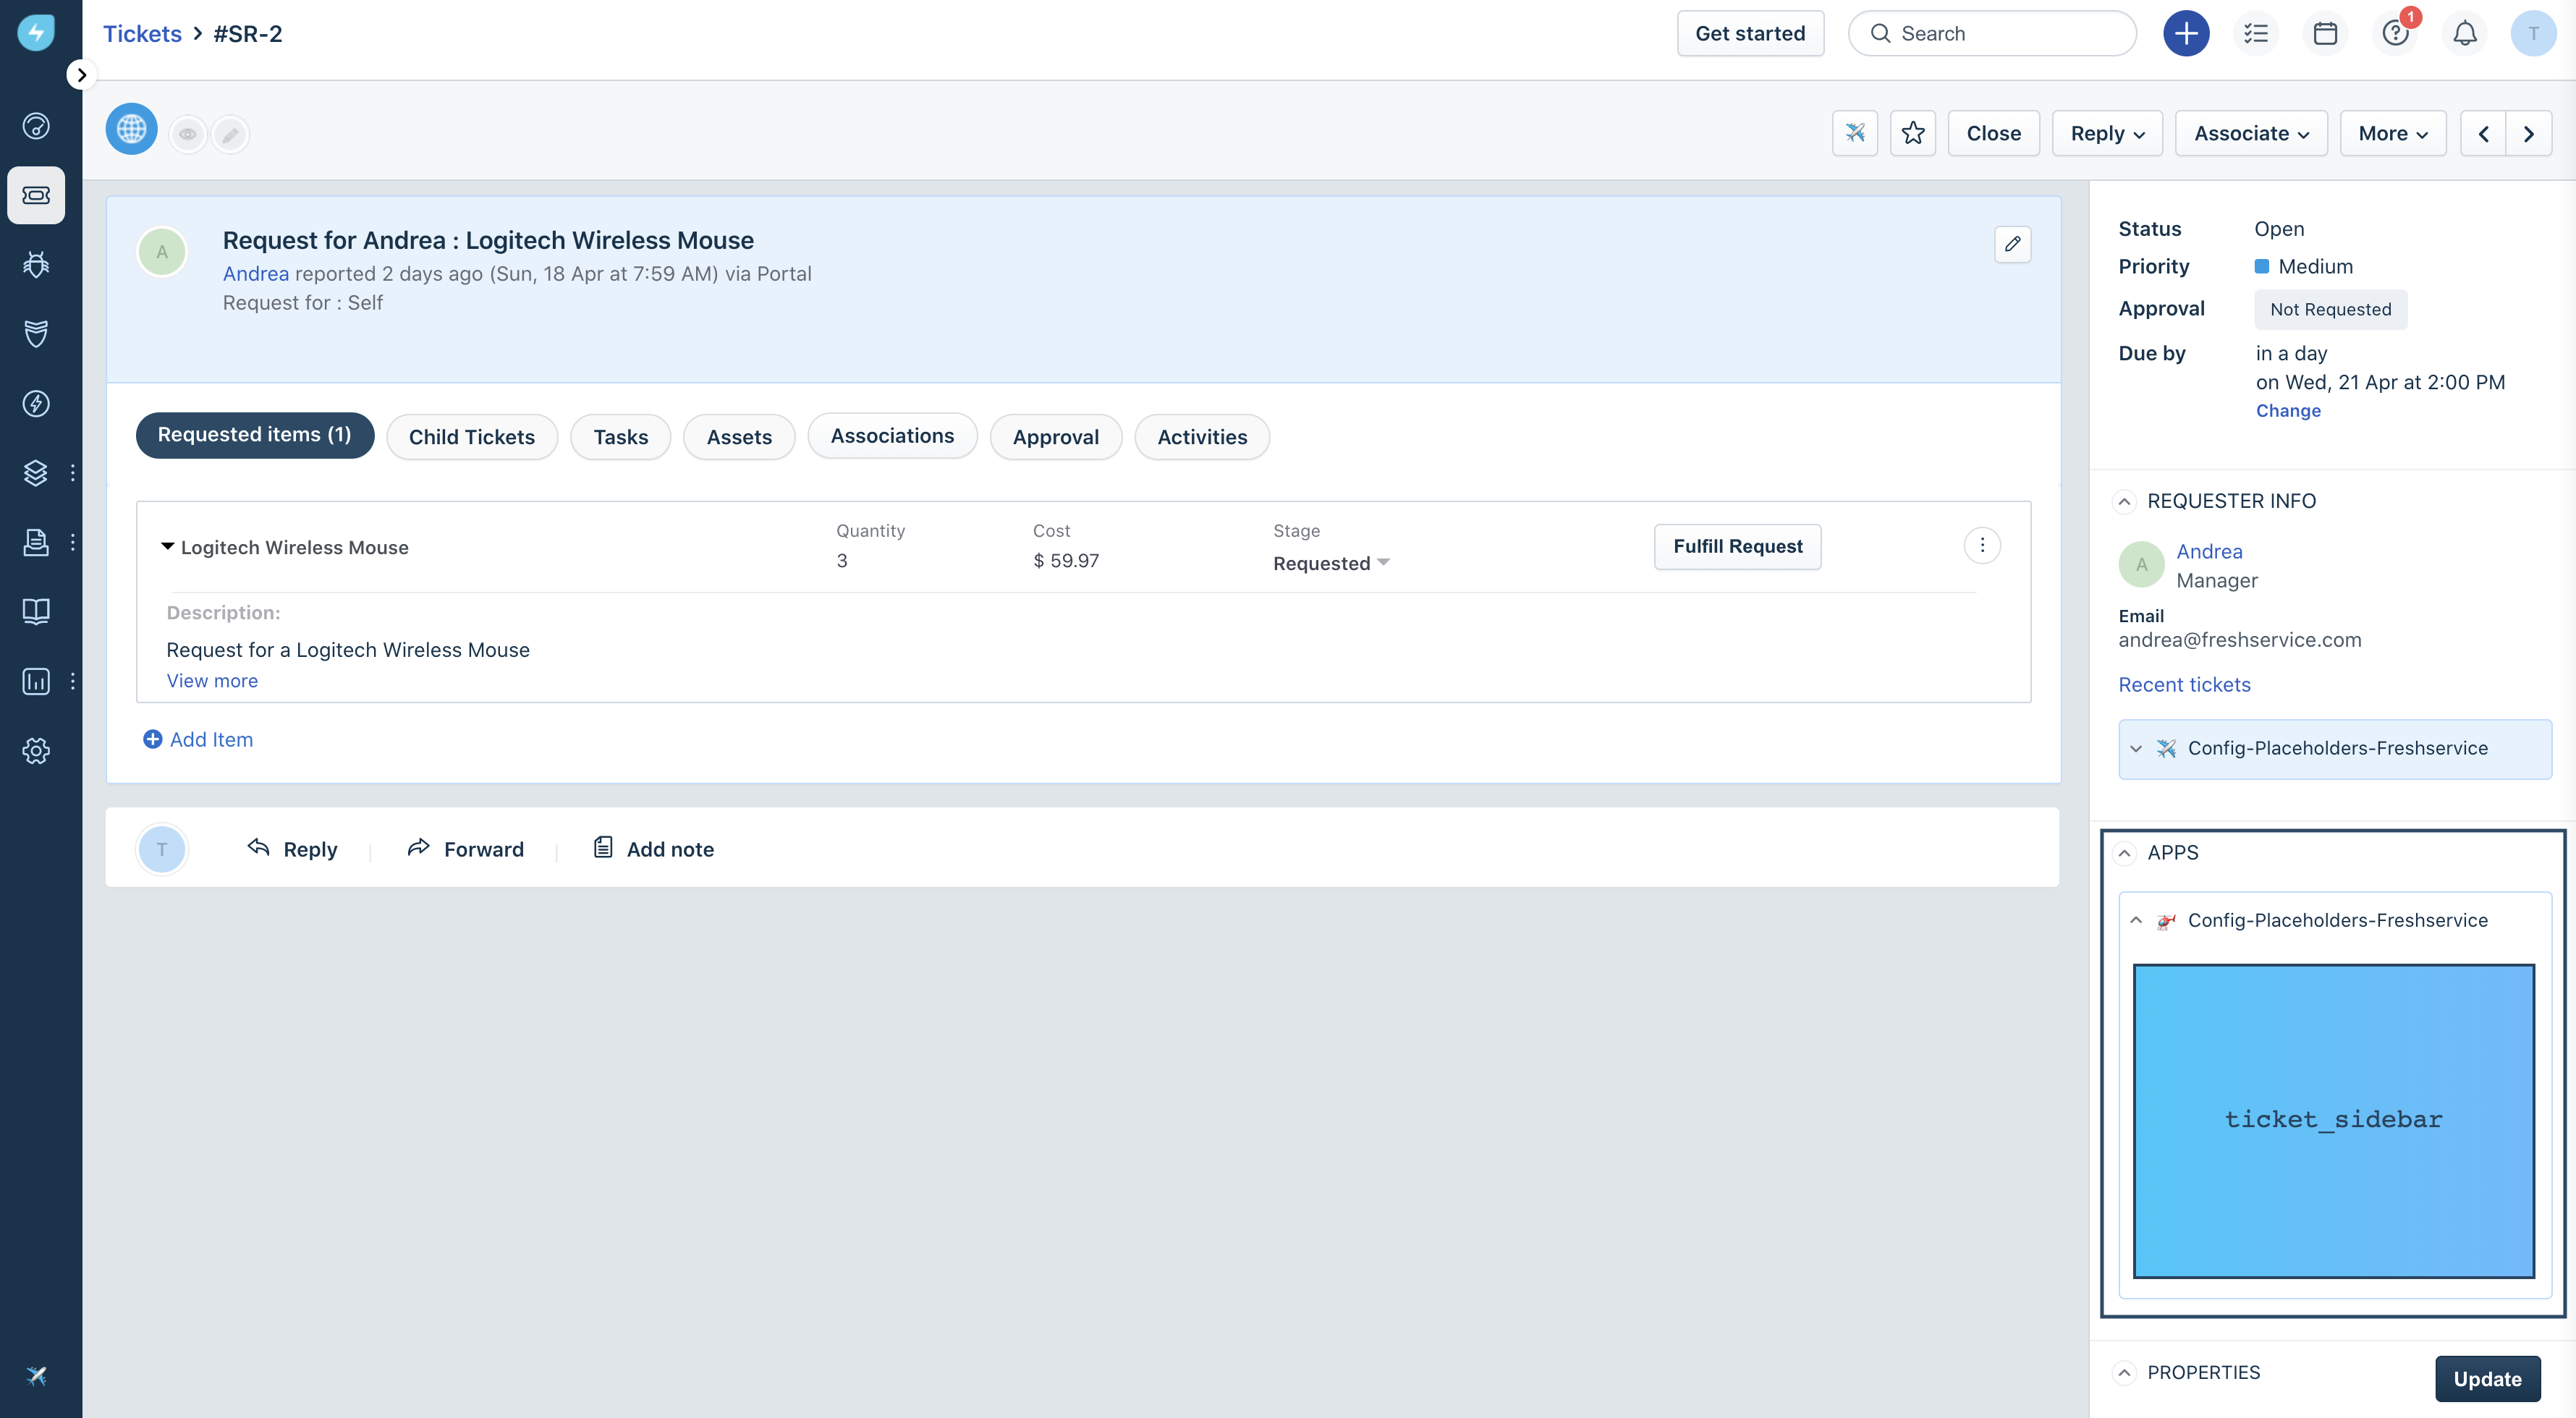 Tickets > #SR-2
Get started
Search
1
T
Close
Reply
Associate
More
A
Request for Andrea : Logitech Wireless Mouse
Andrea reported 2 days ago (Sun, 18 Apr at 7:59 AM) via Portal
Request for : Self
Requested items (1)
Child Tickets
Tasks
Assets
Associations
Approval
Activities
Logitech Wireless Mouse
Quantity
3
Cost
$ 59.97
Stage
Requested
Fulfill Request
Description:
Request for a Logitech Wireless Mouse
View more
Add Item
T
Reply
Forward
Add note
Status Open
Priority Medium
Approval Not Requested
Due by in a day
on Wed, 21 Apr at 2:00 PM
Change
REQUESTER INFO
A
Andrea
Manager
Email
andrea@freshservice.com
Recent tickets
Config-Placeholders-Freshservice
APPS
Config-Placeholders-Freshservice
ticket_sidebar
PROPERTIES
Update